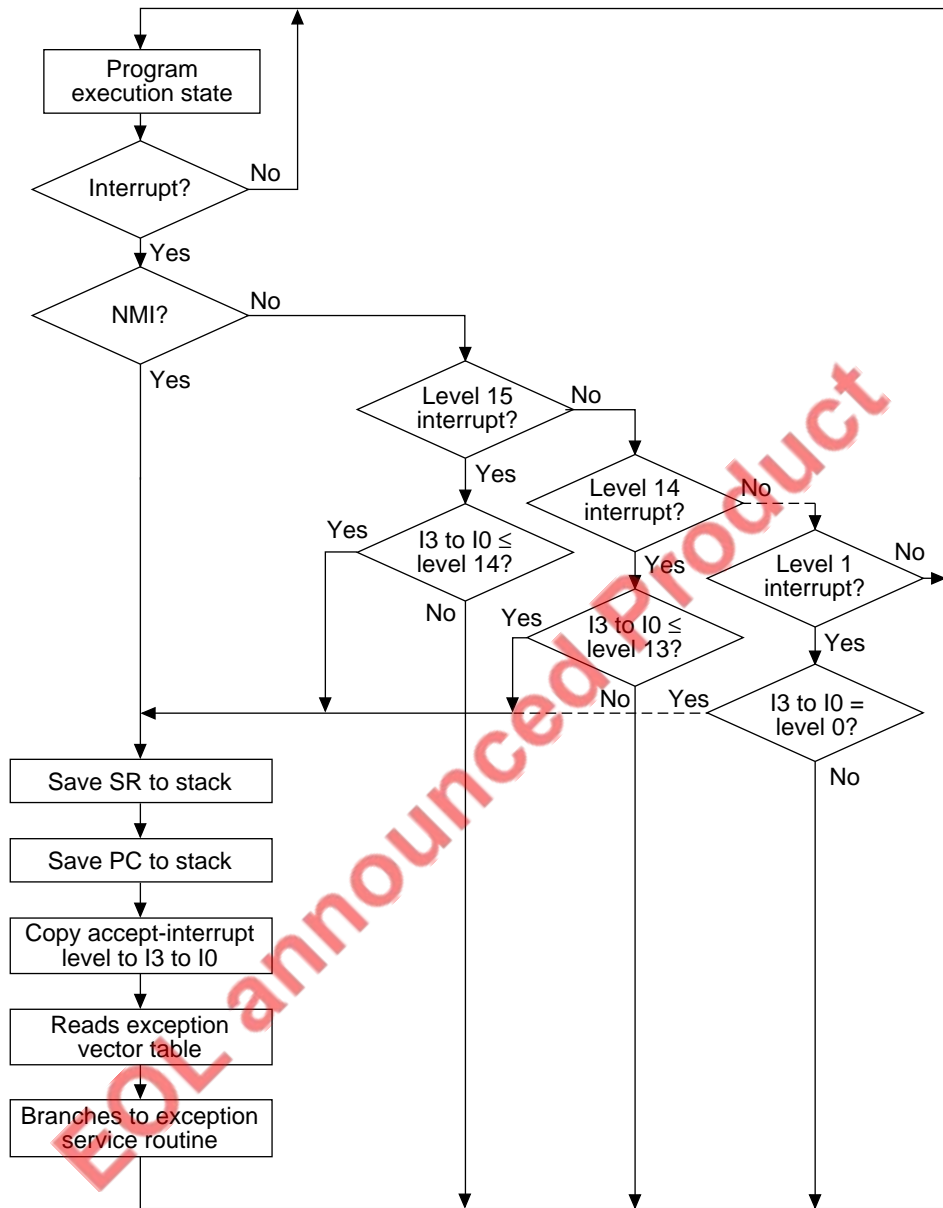 Program
execution state
Interrupt?
No
Yes
NMI?
No
Yes
Level 15
interrupt?
No
Yes
Level 14
interrupt?
No
Yes
I3 to I0 ≤
level 14?
Yes
No
Level 1
interrupt?
No
Yes
I3 to I0 ≤
level 13?
Yes
No
I3 to I0 =
level 0?
Yes
No
Save SR to stack
Save PC to stack
Copy accept-interrupt
level to I3 to I0
Reads exception
vector table
Branches to exception
service routine
EOL announced Product